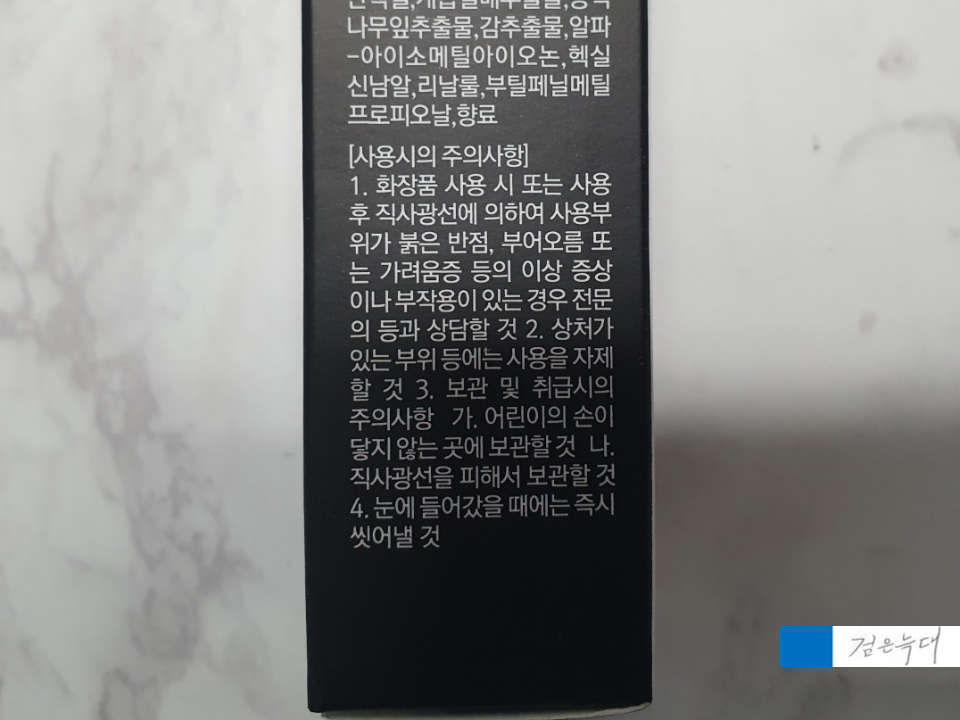 나무잎추출물,감추출물,알파
-아이소메틸아이오논,헥실
신남알,리날룰,부틸페닐메틸
프로피오날,향료
[사용시의 주의사항]
1. 화장품 사용 시 또는 사용
후 직사광선에 의하여 사용부
위가 붉은 반점, 부어오름 또
는 가려움증 등의 이상 증상
이나 부작용이 있는 경우 전문
의 등과 상담할 것 2. 상처가
있는 부위 등에는 사용을 자제
할 것 3. 보관 및 취급시의
주의사항 가. 어린이의 손이
닿지 않는 곳에 보관할 것 나.
직사광선을 피해서 보관할 것
4. 눈에 들어갔을 때에는 즉시
씻어낼 것
검은늑대